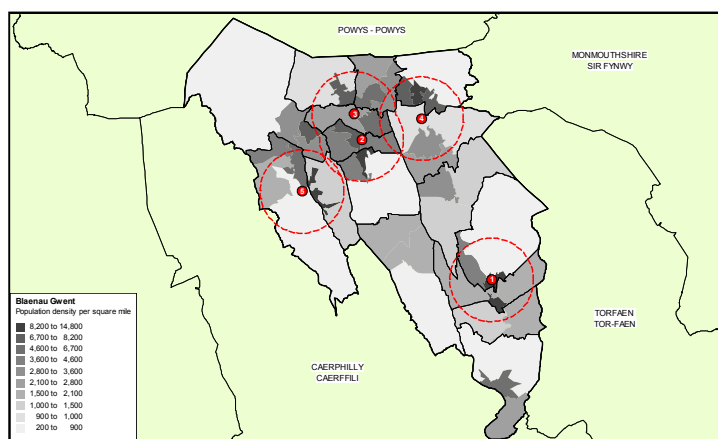 POWYS - POWYS
MONMOUTHSHIRE
SIR FYNWY
3
4
2
5
1
Blaenau Gwent
Population density per square mile
8,200 to 14,800
6,700 to 8,200
4,600 to 6,700
3,600 to 4,600
2,800 to 3,600
2,100 to 2,800
1,500 to 2,100
1,000 to 1,500
900 to 1,000
200 to 900
TORFAEN
TOR-FAEN
CAERPHILLY
CAERFFILI